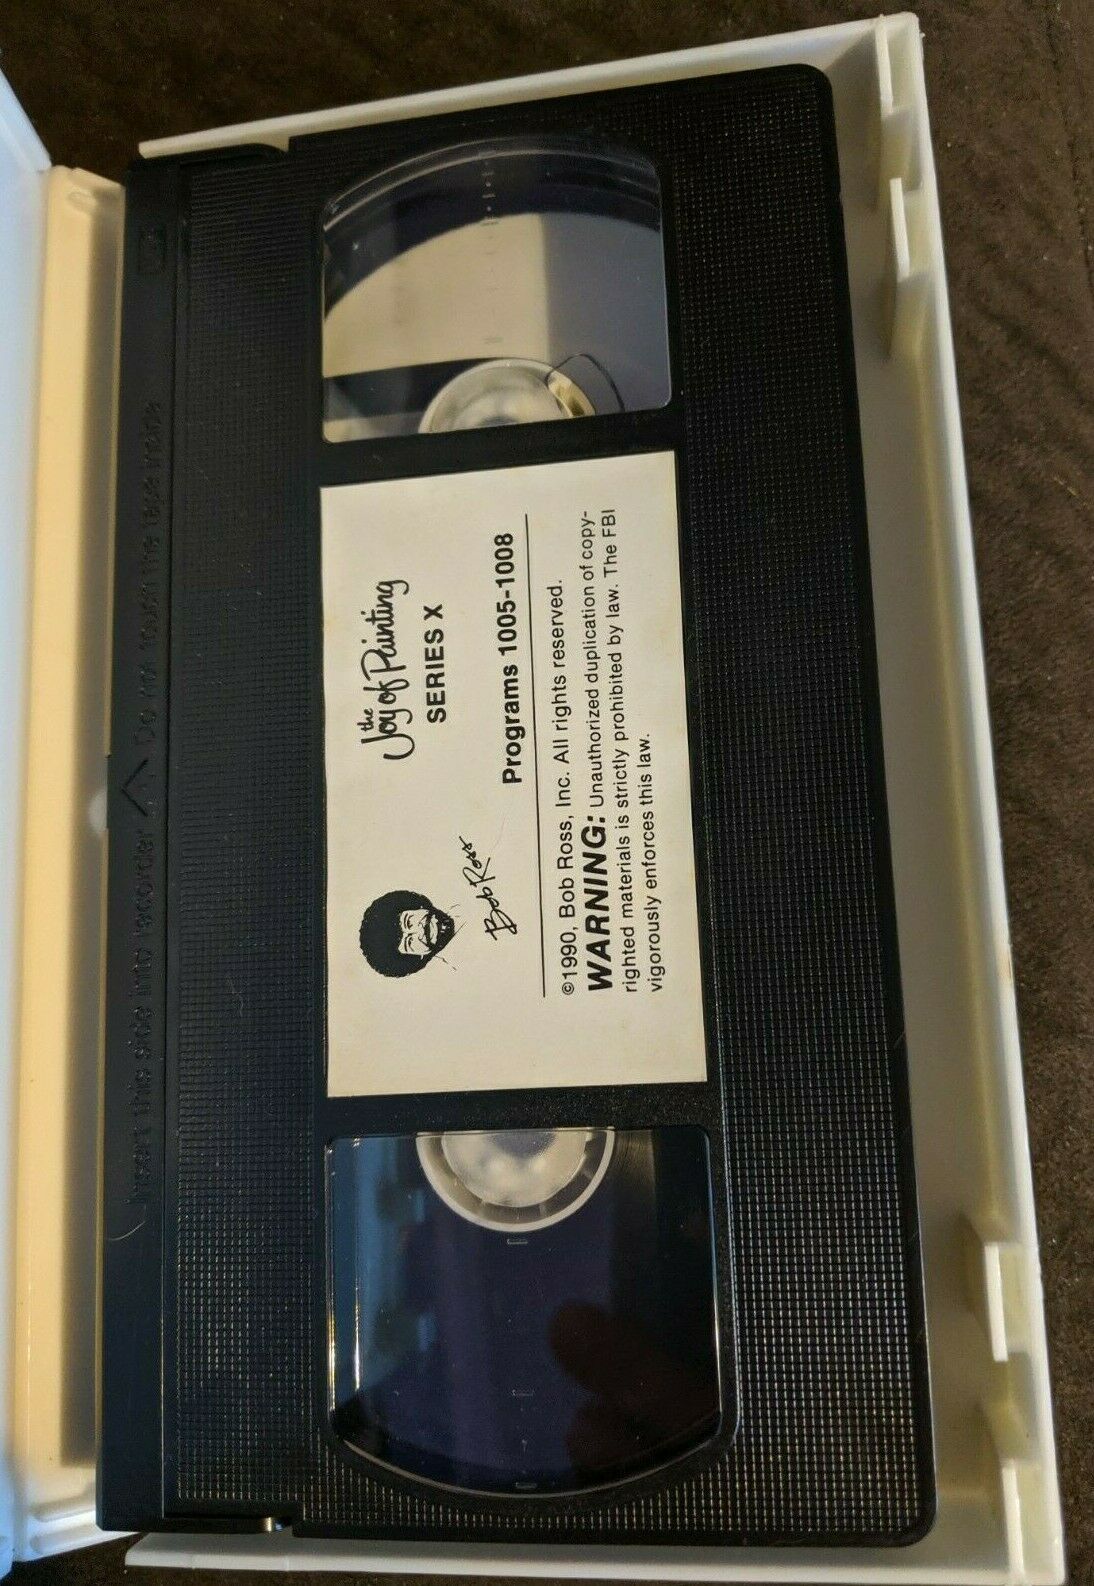 the
Joy of Painting
SERIES X
Bob Ross
Programs 1005-1008
©1990, Bob Ross, Inc. All rights reserved.
WARNING: Unauthorized duplication of copy-
righted materials is strictly prohibited by law. The FBI
vigorously enforces this law.
Insert this side into recorder Do not touch the tape inside